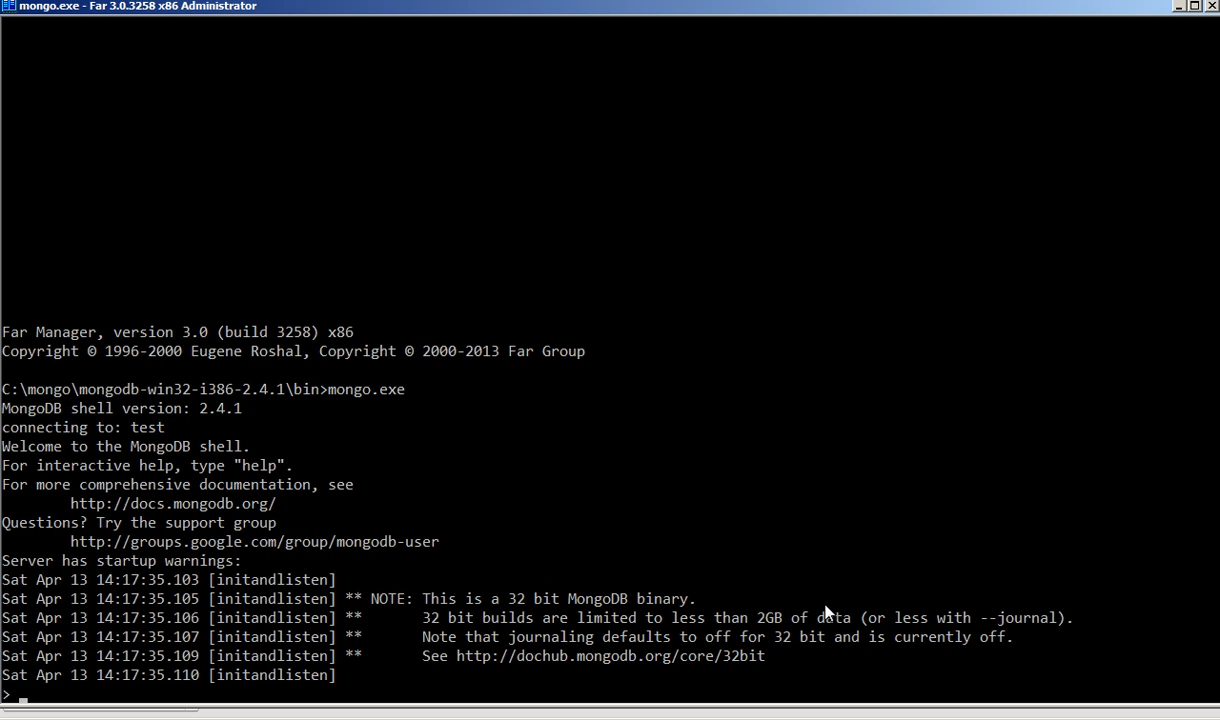 mongo.exe - Far 3.0.3258 x86 Administrator
Far Manager, version 3.0 (build 3258) x86
Copyright © 1996-2000 Eugene Roshal, Copyright © 2000-2013 Far Group
C:\mongo\mongodb-win32-i386-2.4.1\bin>mongo.exe
MongoDB shell version: 2.4.1
connecting to: test
Welcome to the MongoDB shell.
For interactive help, type "help".
For more comprehensive documentation, see
http://docs.mongodb.org/
Questions? Try the support group
http://groups.google.com/group/mongodb-user
Server has startup warnings:
Sat Apr 13 14:17:35.103 [initandlisten]
Sat Apr 13 14:17:35.105 [initandlisten] ** NOTE: This is a 32 bit MongoDB binary.
Sat Apr 13 14:17:35.106 [initandlisten] **       32 bit builds are limited to less than 2GB of data (or less with --journal).
Sat Apr 13 14:17:35.107 [initandlisten] **       Note that journaling defaults to off for 32 bit and is currently off.
Sat Apr 13 14:17:35.109 [initandlisten] **       See http://dochub.mongodb.org/core/32bit
Sat Apr 13 14:17:35.110 [initandlisten]
> _